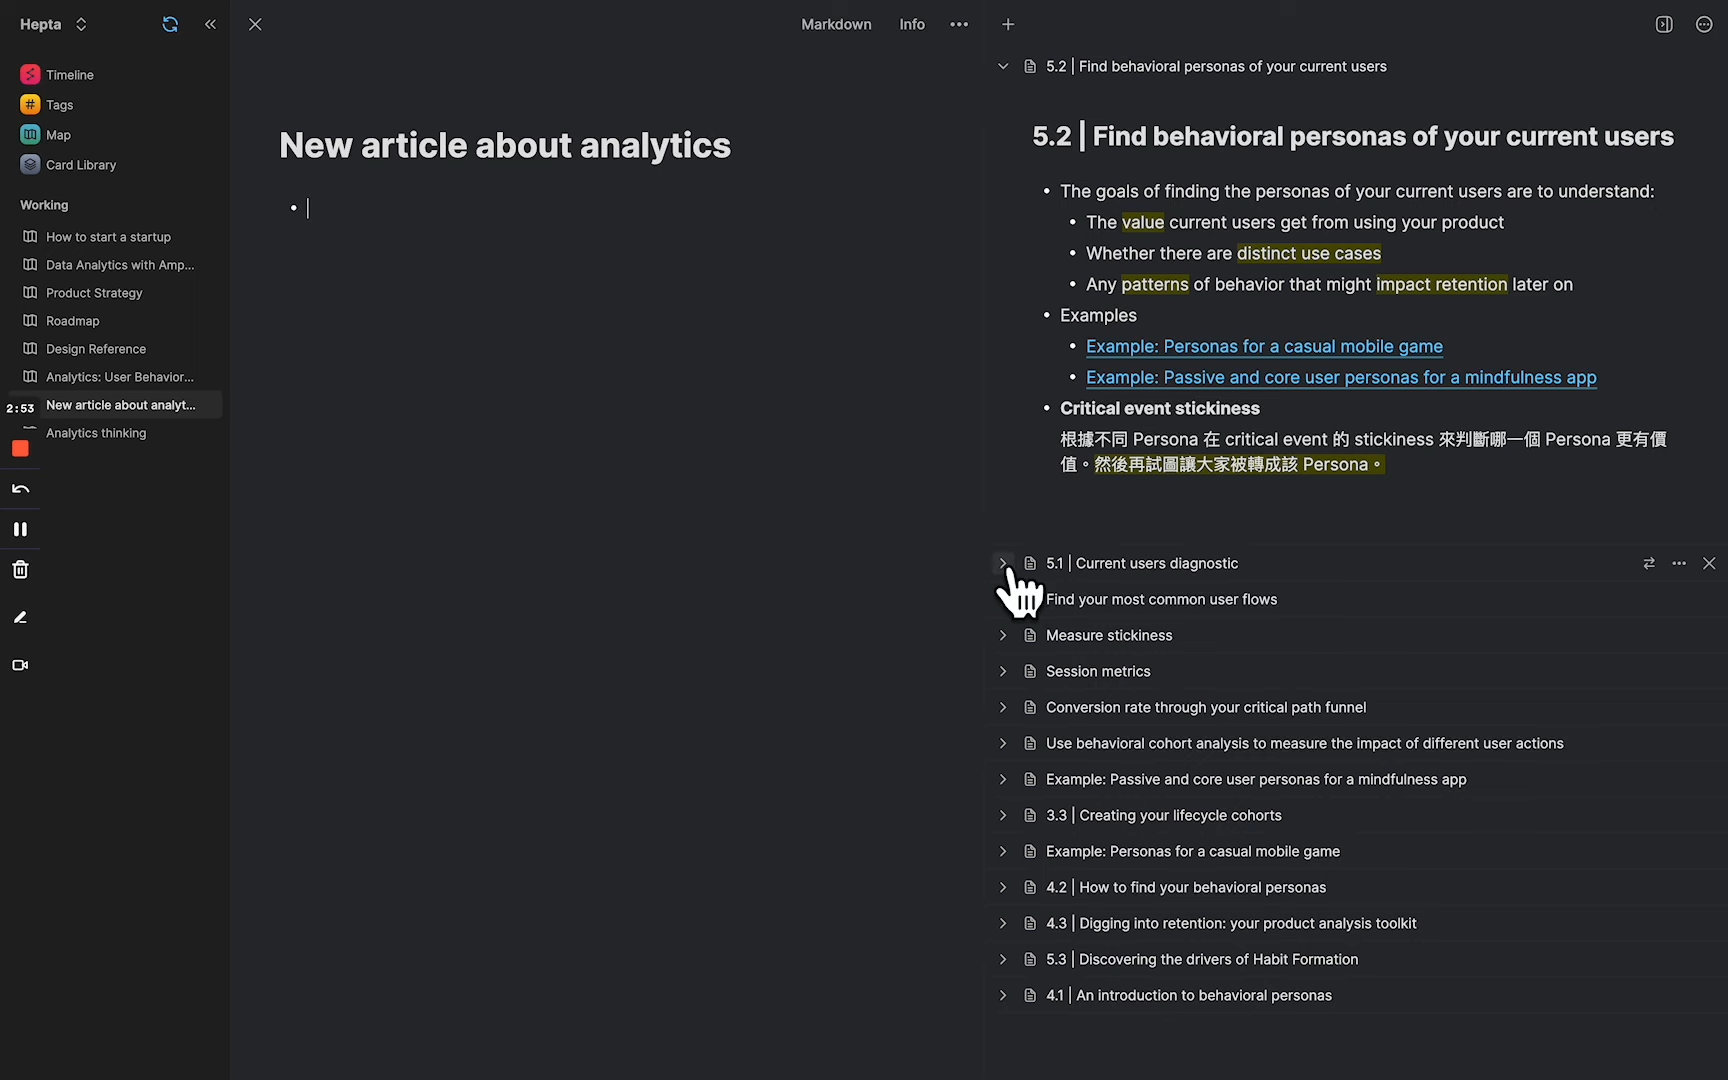 Hepta
Timeline
Tags
Map
Card Library
Working
How to start a startup
Data Analytics with Amp...
Product Strategy
Roadmap
Design Reference
Analytics: User Behavior...
2:53
New article about analyt...
Analytics thinking
Markdown
Info
New article about analytics
5.2 | Find behavioral personas of your current users
5.2 | Find behavioral personas of your current users
• The goals of finding the personas of your current users are to understand:
• The value current users get from using your product
• Whether there are distinct use cases
• Any patterns of behavior that might impact retention later on
• Examples
• Example: Personas for a casual mobile game
• Example: Passive and core user personas for a mindfulness app
• Critical event stickiness
根據不同 Persona 在 critical event 的 stickiness 來判斷哪一個 Persona 更有價
值。然後再試圖讓大家被轉成該 Persona。
5.1 | Current users diagnostic
Find your most common user flows
Measure stickiness
Session metrics
Conversion rate through your critical path funnel
Use behavioral cohort analysis to measure the impact of different user actions
Example: Passive and core user personas for a mindfulness app
3.3 | Creating your lifecycle cohorts
Example: Personas for a casual mobile game
4.2 | How to find your behavioral personas
4.3 | Digging into retention: your product analysis toolkit
5.3 | Discovering the drivers of Habit Formation
4.1 | An introduction to behavioral personas